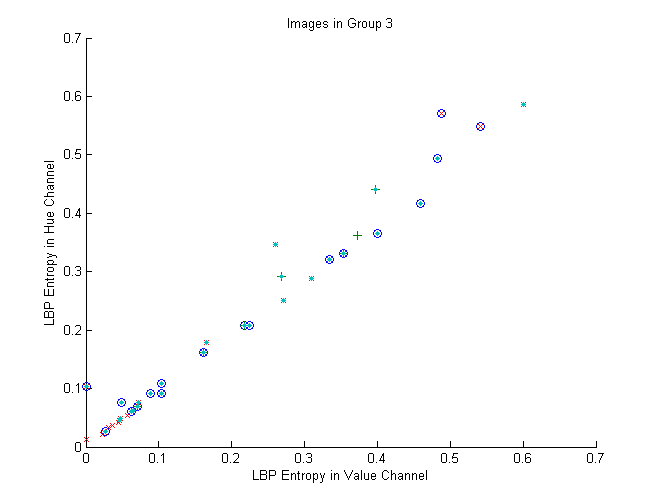 Images in Group 3
0.7
0.6
0.5
0.4
0.3
0.2
0.1
0
LBP Entropy in Hue Channel
0 0.1 0.2 0.3 0.4 0.5 0.6 0.7
LBP Entropy in Value Channel